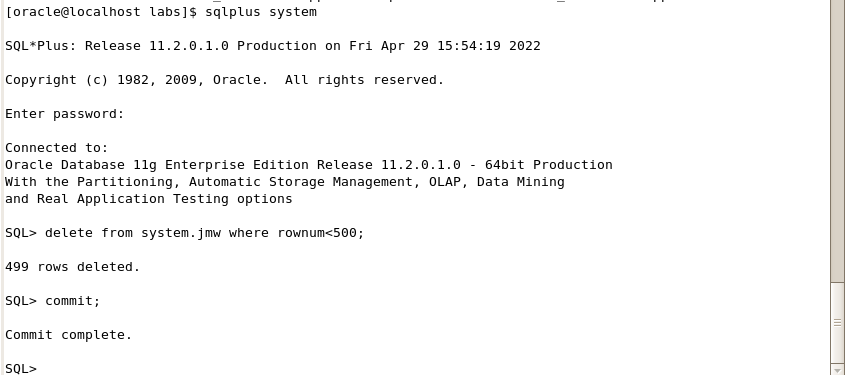 [oracle@localhost labs]$ sqlplus system
SQL*Plus: Release 11.2.0.1.0 Production on Fri Apr 29 15:54:19 2022
Copyright (c) 1982, 2009, Oracle.  All rights reserved.
Enter password:
Connected to:
Oracle Database 11g Enterprise Edition Release 11.2.0.1.0 - 64bit Production
With the Partitioning, Automatic Storage Management, OLAP, Data Mining
and Real Application Testing options
SQL> delete from system.jmw where rownum<500;
499 rows deleted.
SQL> commit;
Commit complete.
SQL>